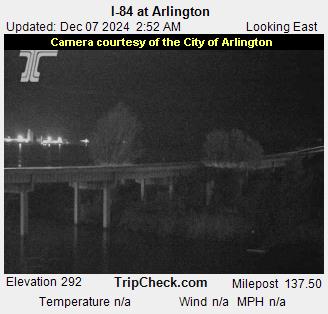 I-84 at Arlington
Updated: Dec 07 2024 2:52 AM Looking East
Camera courtesy of the City of Arlington
Elevation 292 TripCheck.com Milepost 137.50
Temperature n/a Wind n/a MPH n/a